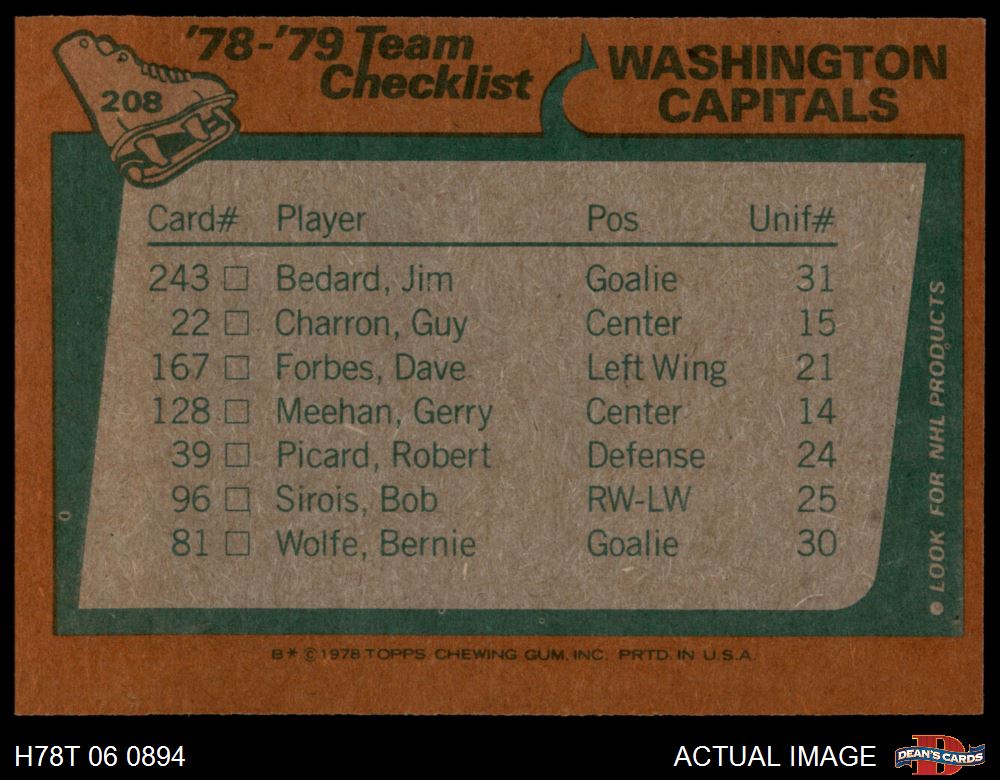 208
'78-'79 Team
Checklist
WASHINGTON
CAPITALS
Card# Player Pos Unif#
243 □ Bedard, Jim Goalie 31
22 □ Charron, Guy Center 15
167 □ Forbes, Dave Left Wing 21
128 □ Meehan, Gerry Center 14
39 □ Picard, Robert Defense 24
96 □ Sirois, Bob RW-LW 25
81 □ Wolfe, Bernie Goalie 30
● LOOK FOR NHL PRODUCTS
B* © 1978 TOPPS CHEWING GUM, INC. PRTD. IN U.S.A.
H78T 06 0894
ACTUAL IMAGE
DEAN'S CARDS